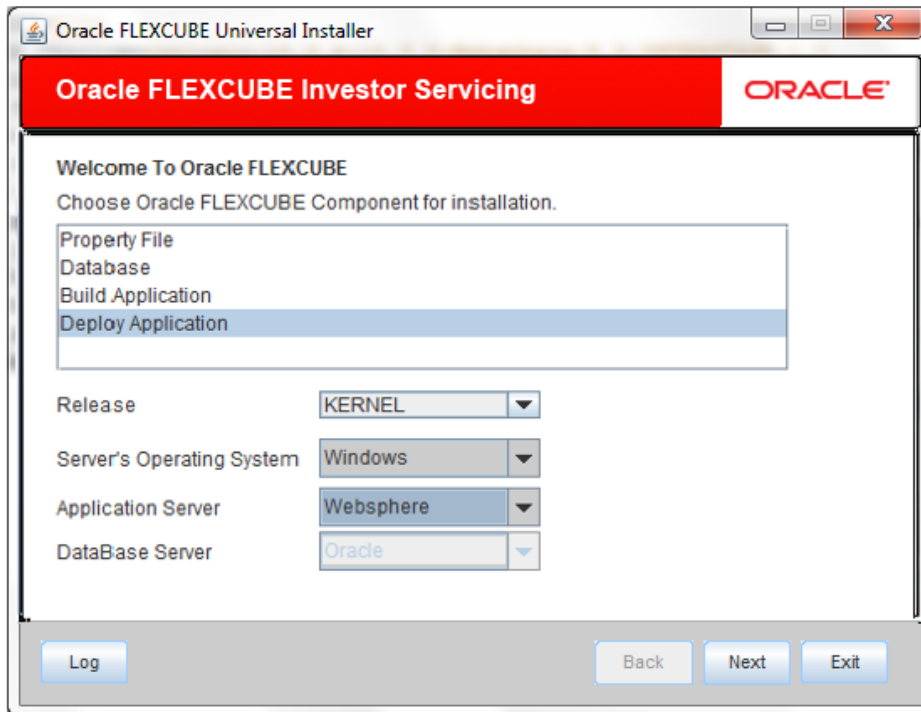 Oracle FLEXCUBE Universal Installer
Oracle FLEXCUBE Investor Servicing
ORACLE
Welcome To Oracle FLEXCUBE
Choose Oracle FLEXCUBE Component for installation.
Property File
Database
Build Application
Deploy Application
Release KERNEL
Server's Operating System Windows
Application Server Websphere
DataBase Server Oracle
Log Back Next Exit